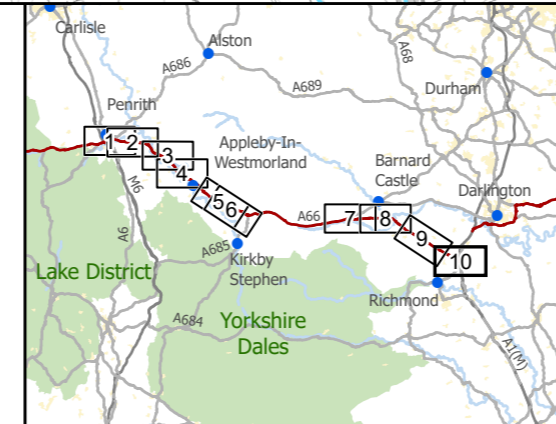 Carlisle
Alston
A68
A686
A689
Durham
Penrith
1
2
3
4
5
6
7
8
9
10
Appleby-In-
Westmorland
Barnard
Castle
Darlington
M6
A66
A6
A685
Kirkby
Stephen
Lake District
Richmond
A684
Yorkshire
Dales
A1(M)